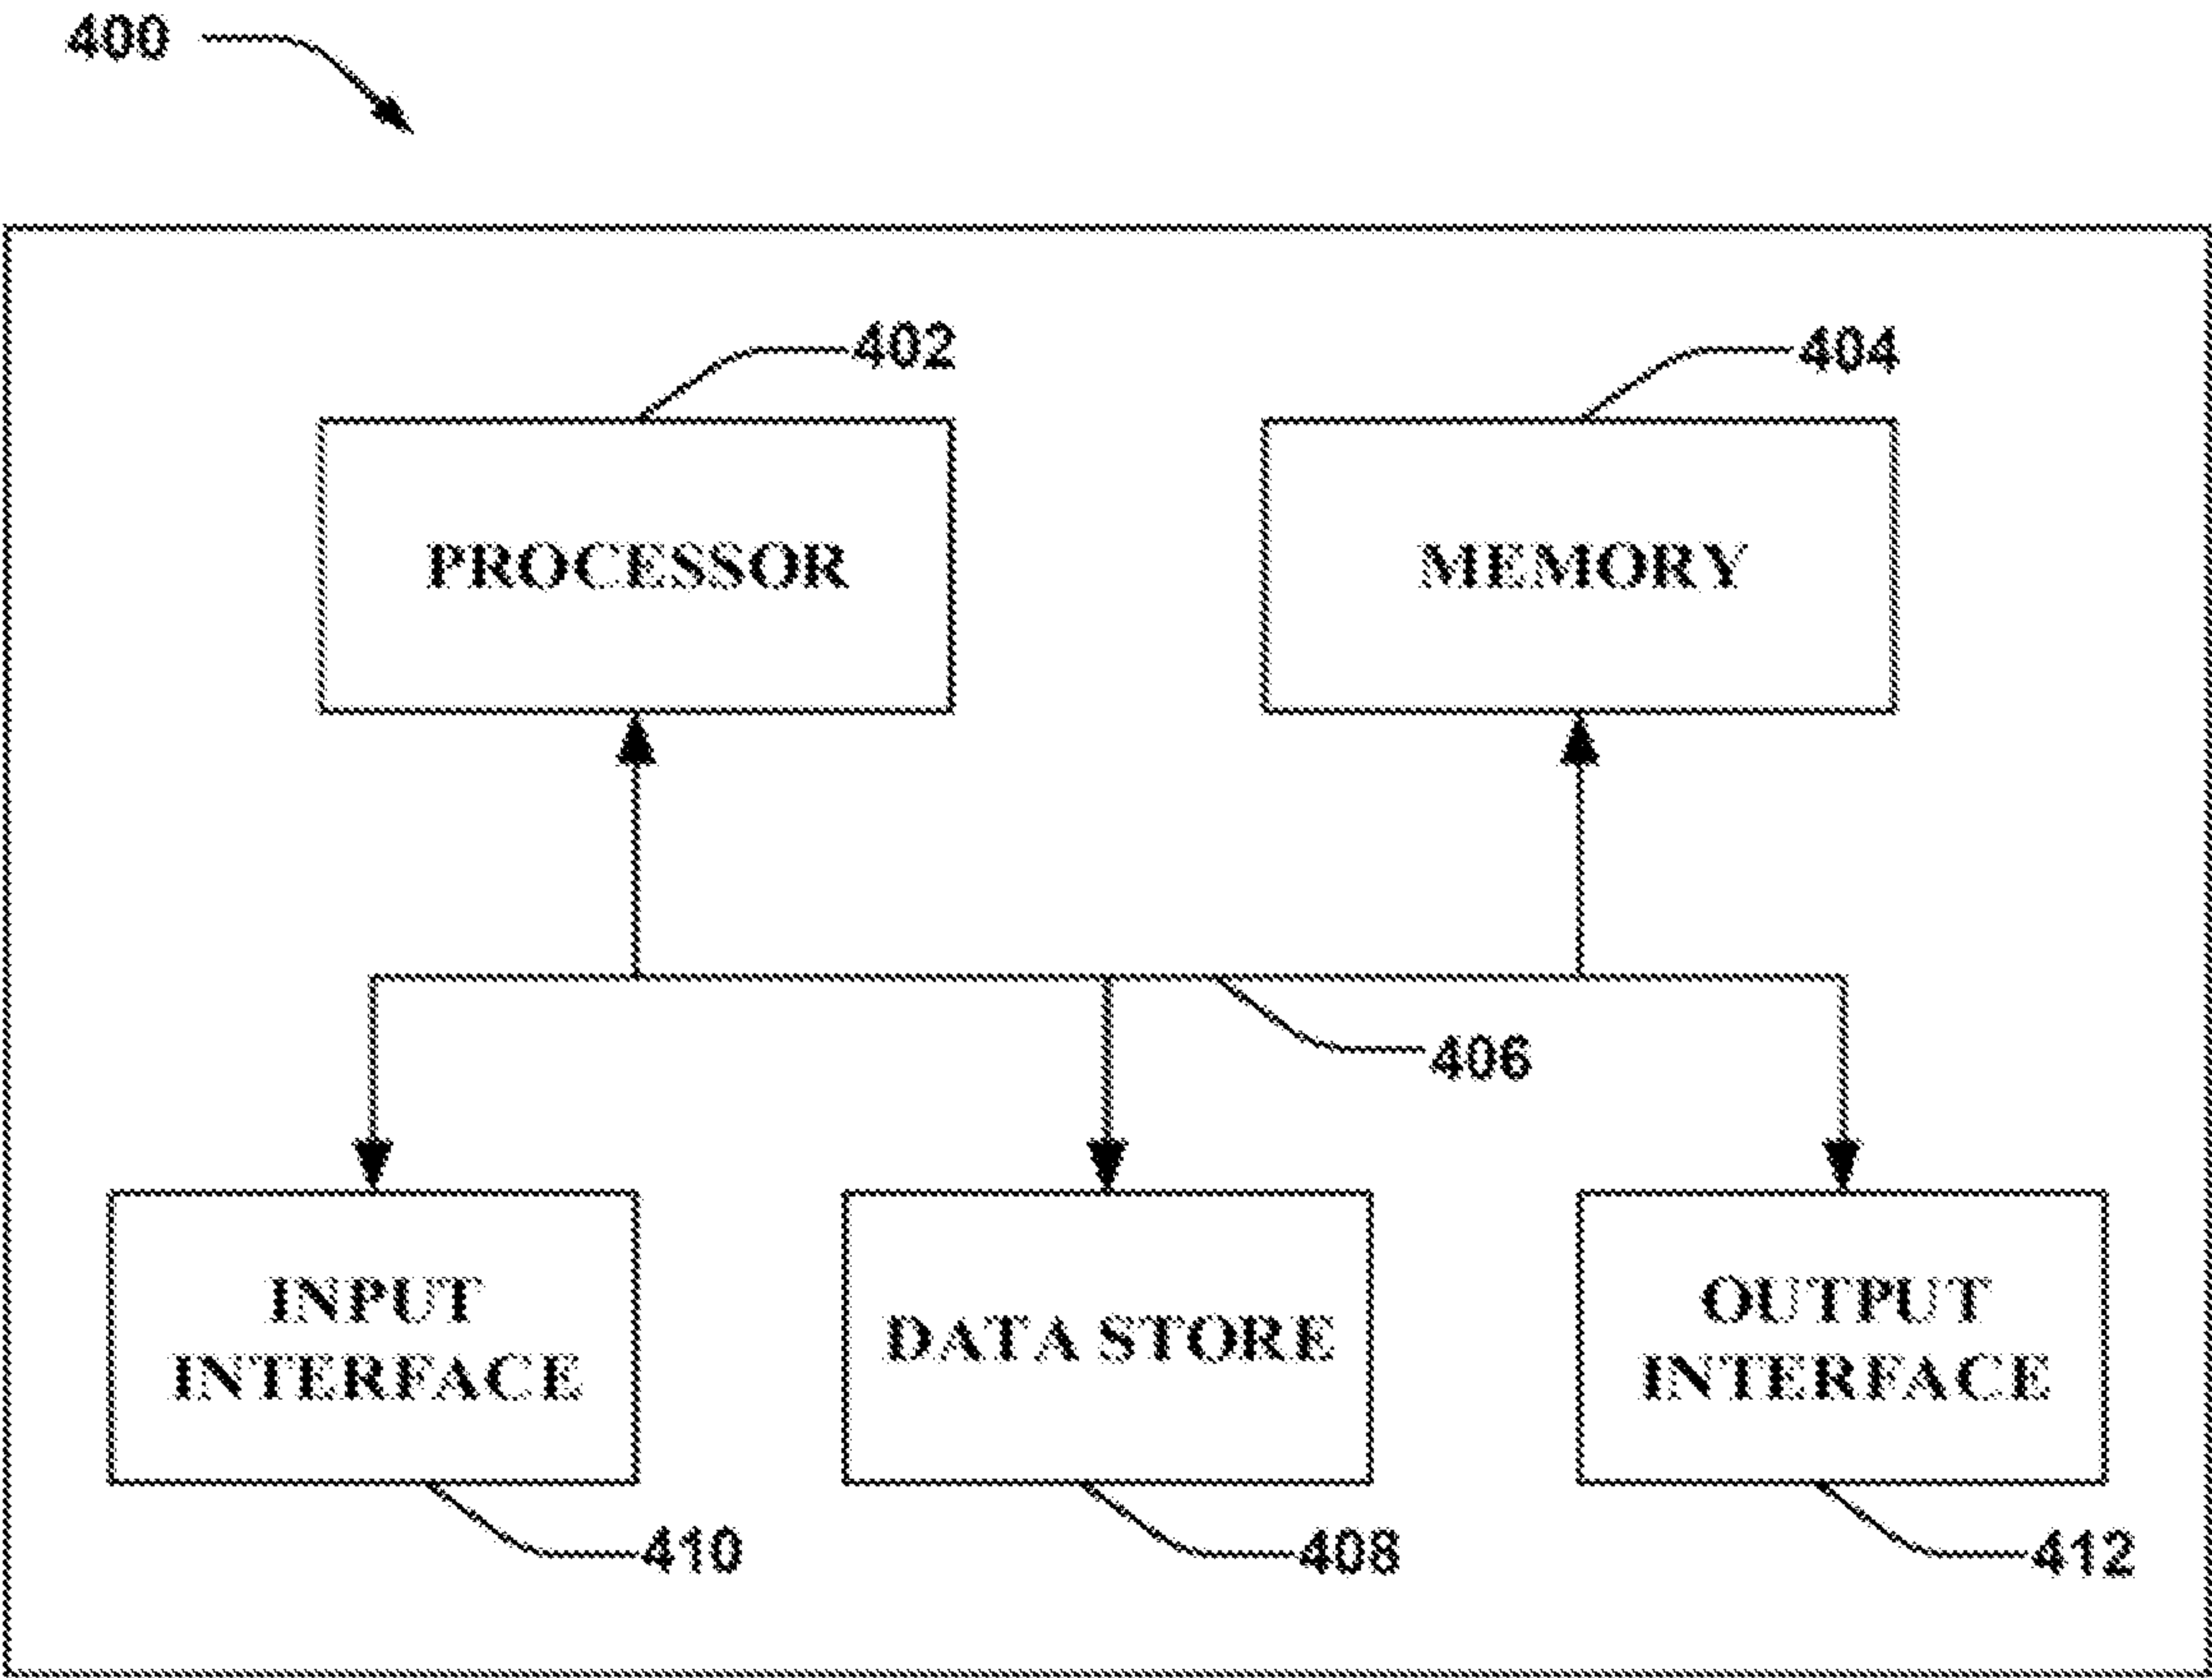 400
402
404
PROCESSOR
MEMORY
406
INPUT
INTERFACE
DATA STORE
OUTPUT
INTERFACE
410
408
412